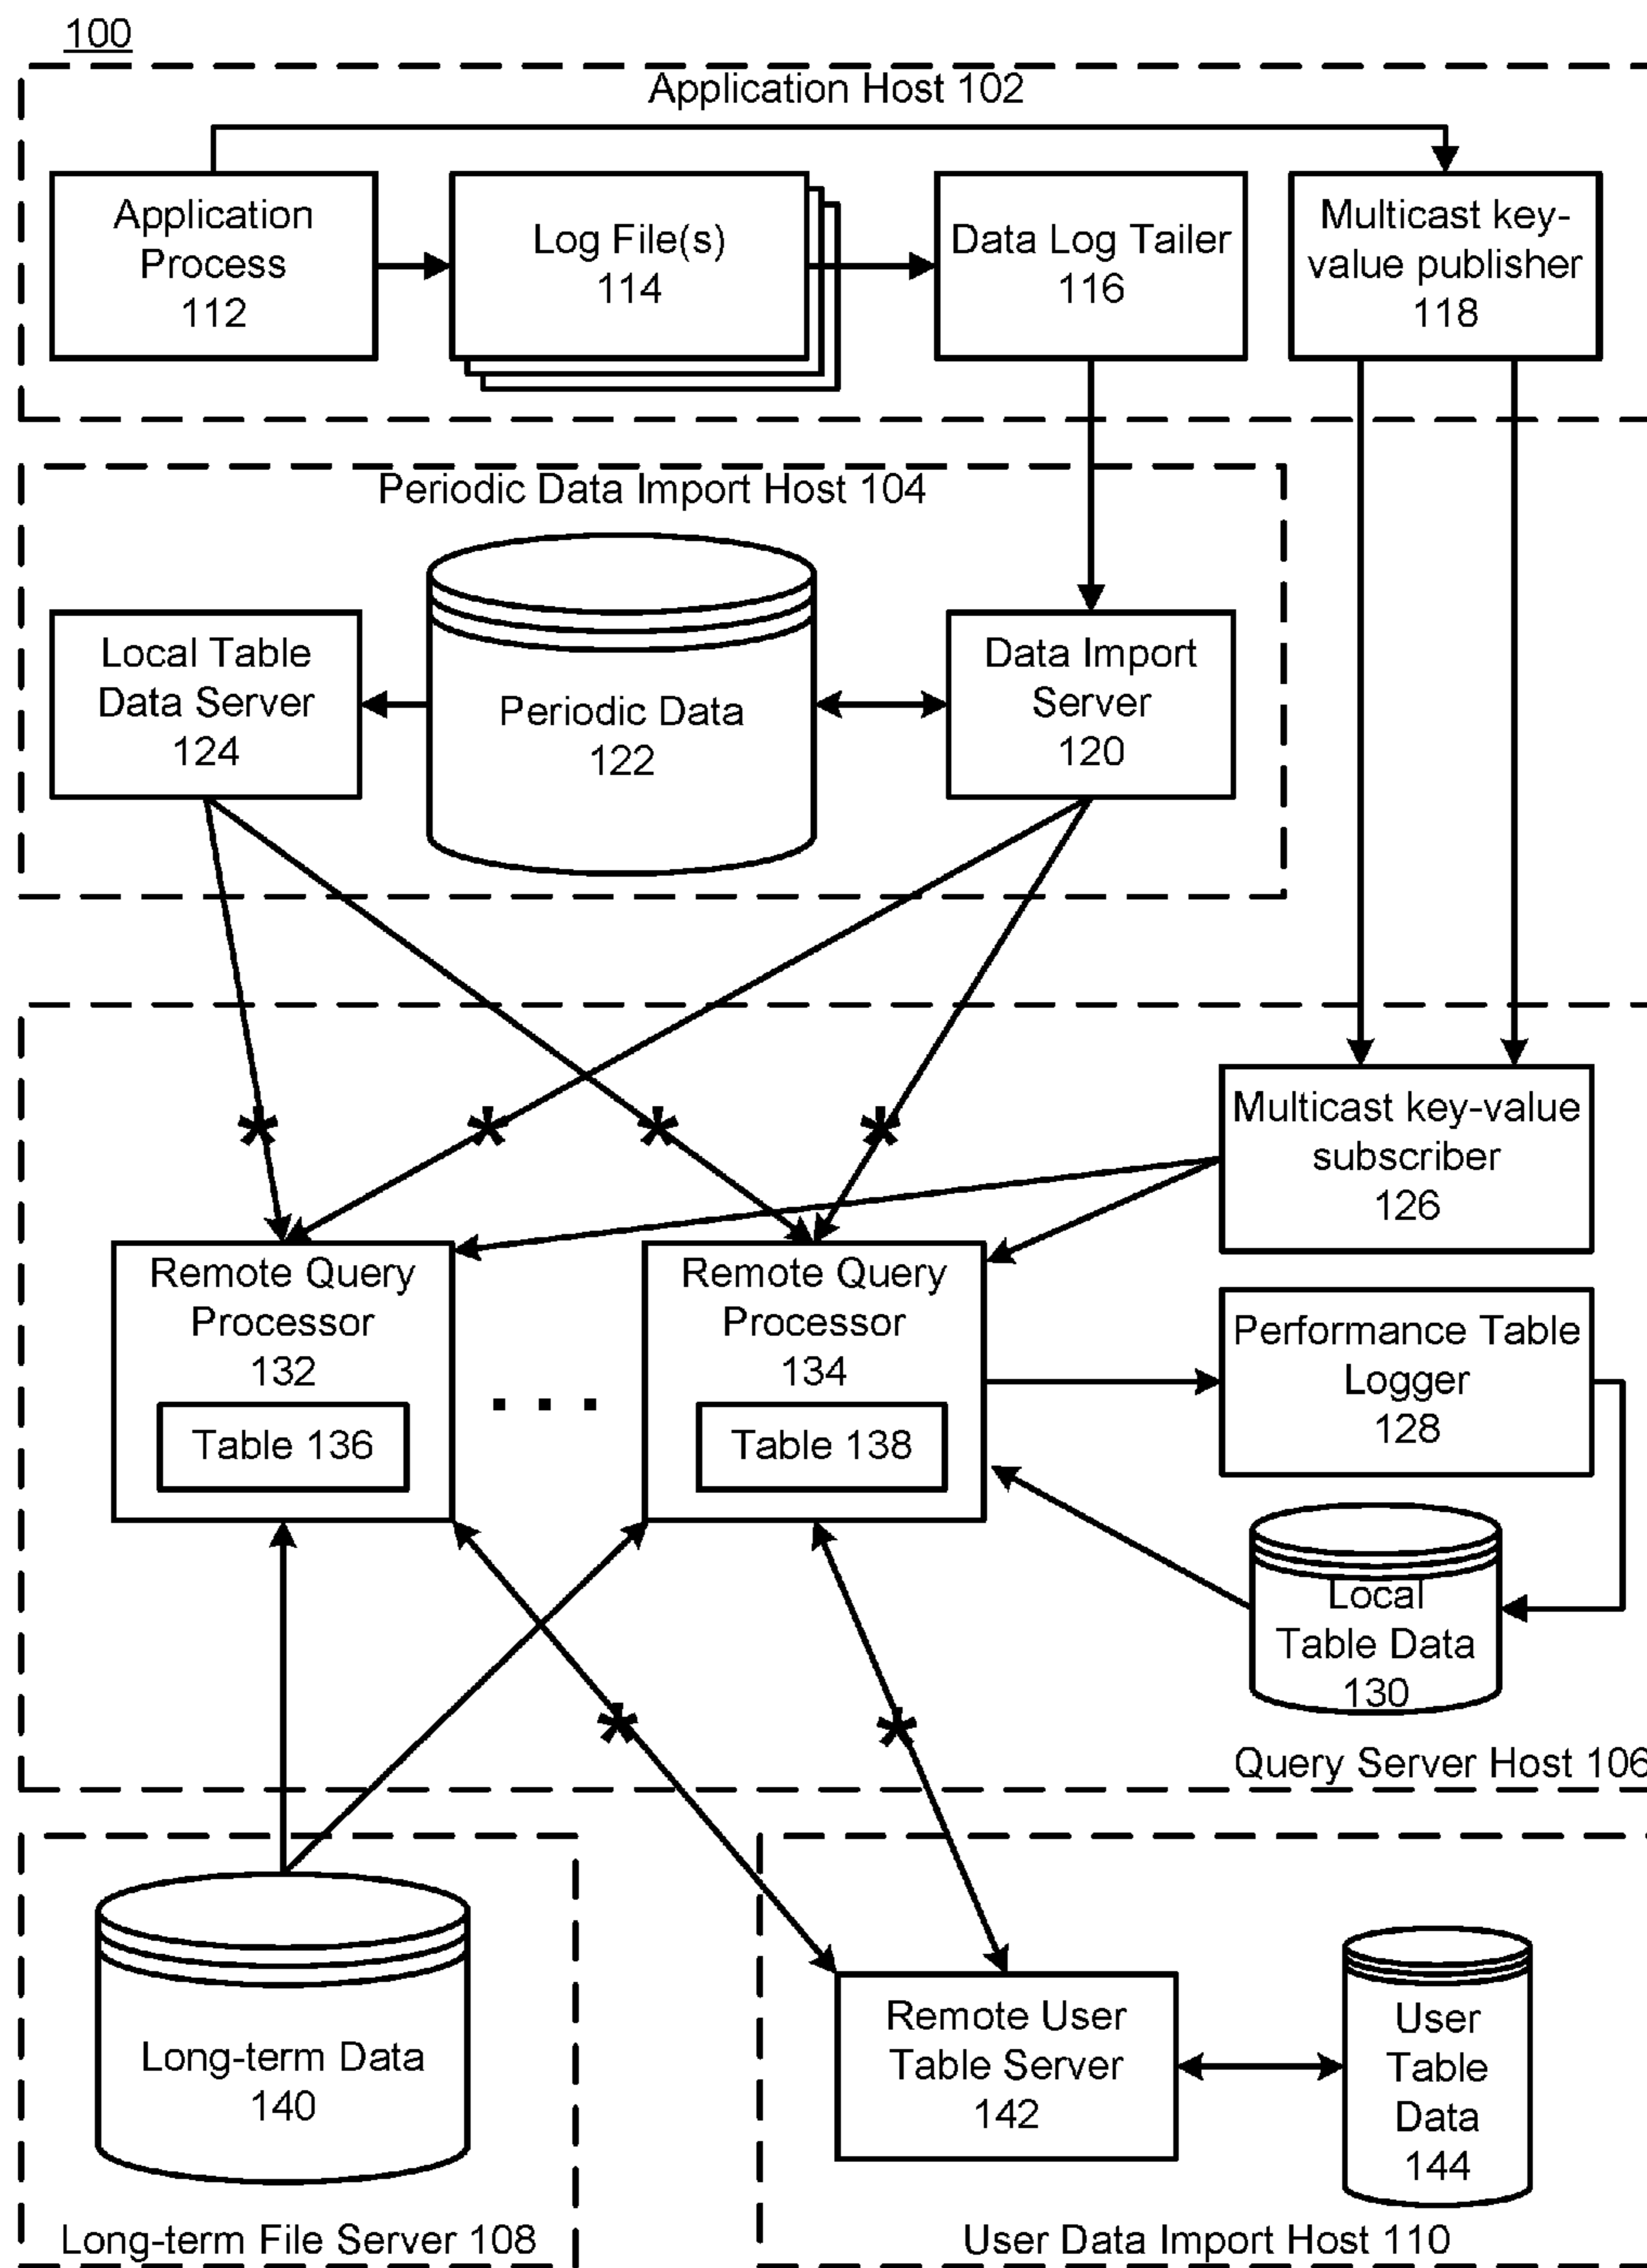 100
Application Host 102
Application
Process
112
Log File(s)
114
Data Log Tailer
116
Multicast key-
value publisher
118
Periodic Data Import Host 104
Local Table
Data Server
124
Periodic Data
122
Data Import
Server
120
Multicast key-value
subscriber
126
*
*
*
*
Remote Query
Processor
132
Table 136
. . .
Remote Query
Processor
134
Table 138
Performance Table
Logger
128
Local
Table Data
130
*
*
Query Server Host 106
Long-term Data
140
Long-term File Server 108
Remote User
Table Server
142
User
Table
Data
144
User Data Import Host 110